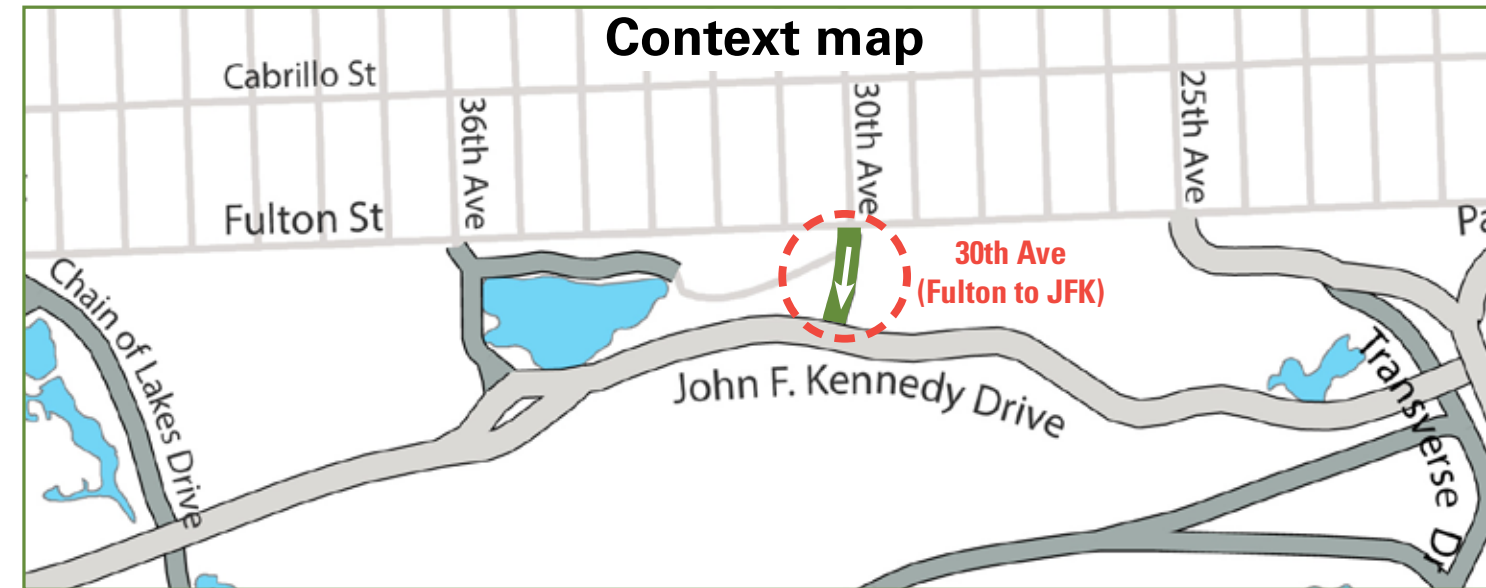 Context map
Cabrillo St
36th Ave
30th Ave
25th Ave
Fulton St
30th Ave
(Fulton to JFK)
Chain of Lakes Drive
John F. Kennedy Drive
Transverse Dr